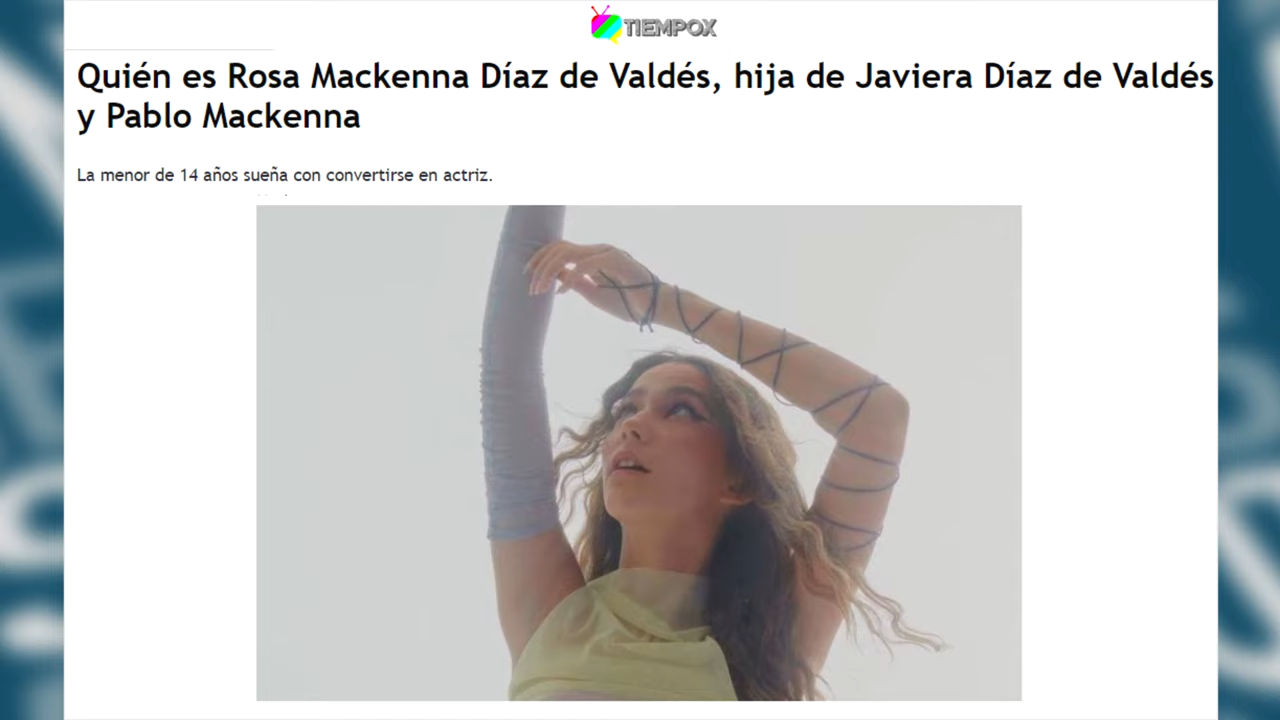 TIEMPOX
Quién es Rosa Mackenna Díaz de Valdés, hija de Javiera Díaz de Valdés
y Pablo Mackenna
La menor de 14 años sueña con convertirse en actriz.